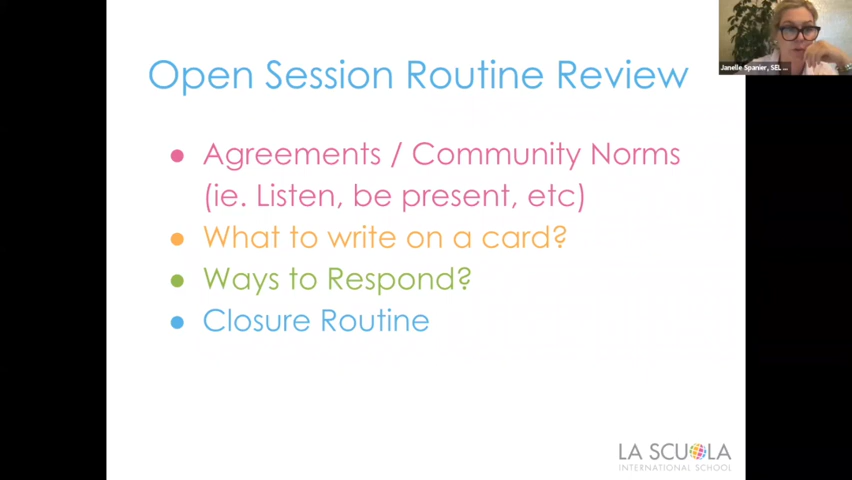 Open Session Routine Review
Janelle Spanier, SEL ...
● Agreements / Community Norms
(ie. Listen, be present, etc)
● What to write on a card?
● Ways to Respond?
● Closure Routine
LA SCUOLA
INTERNATIONAL SCHOOL